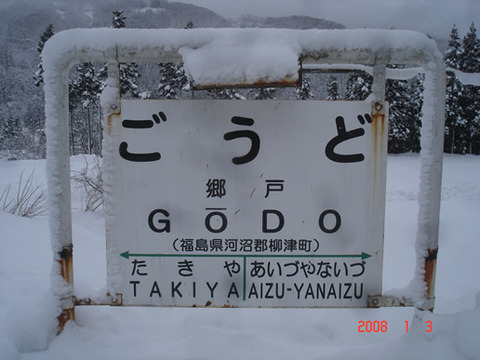 ごうど
郷戸
GŌDO
(福島県河沼郡柳津町)
たきや あいづやないづ
TAKIYA AIZU-YANAIZU
2008 1 3